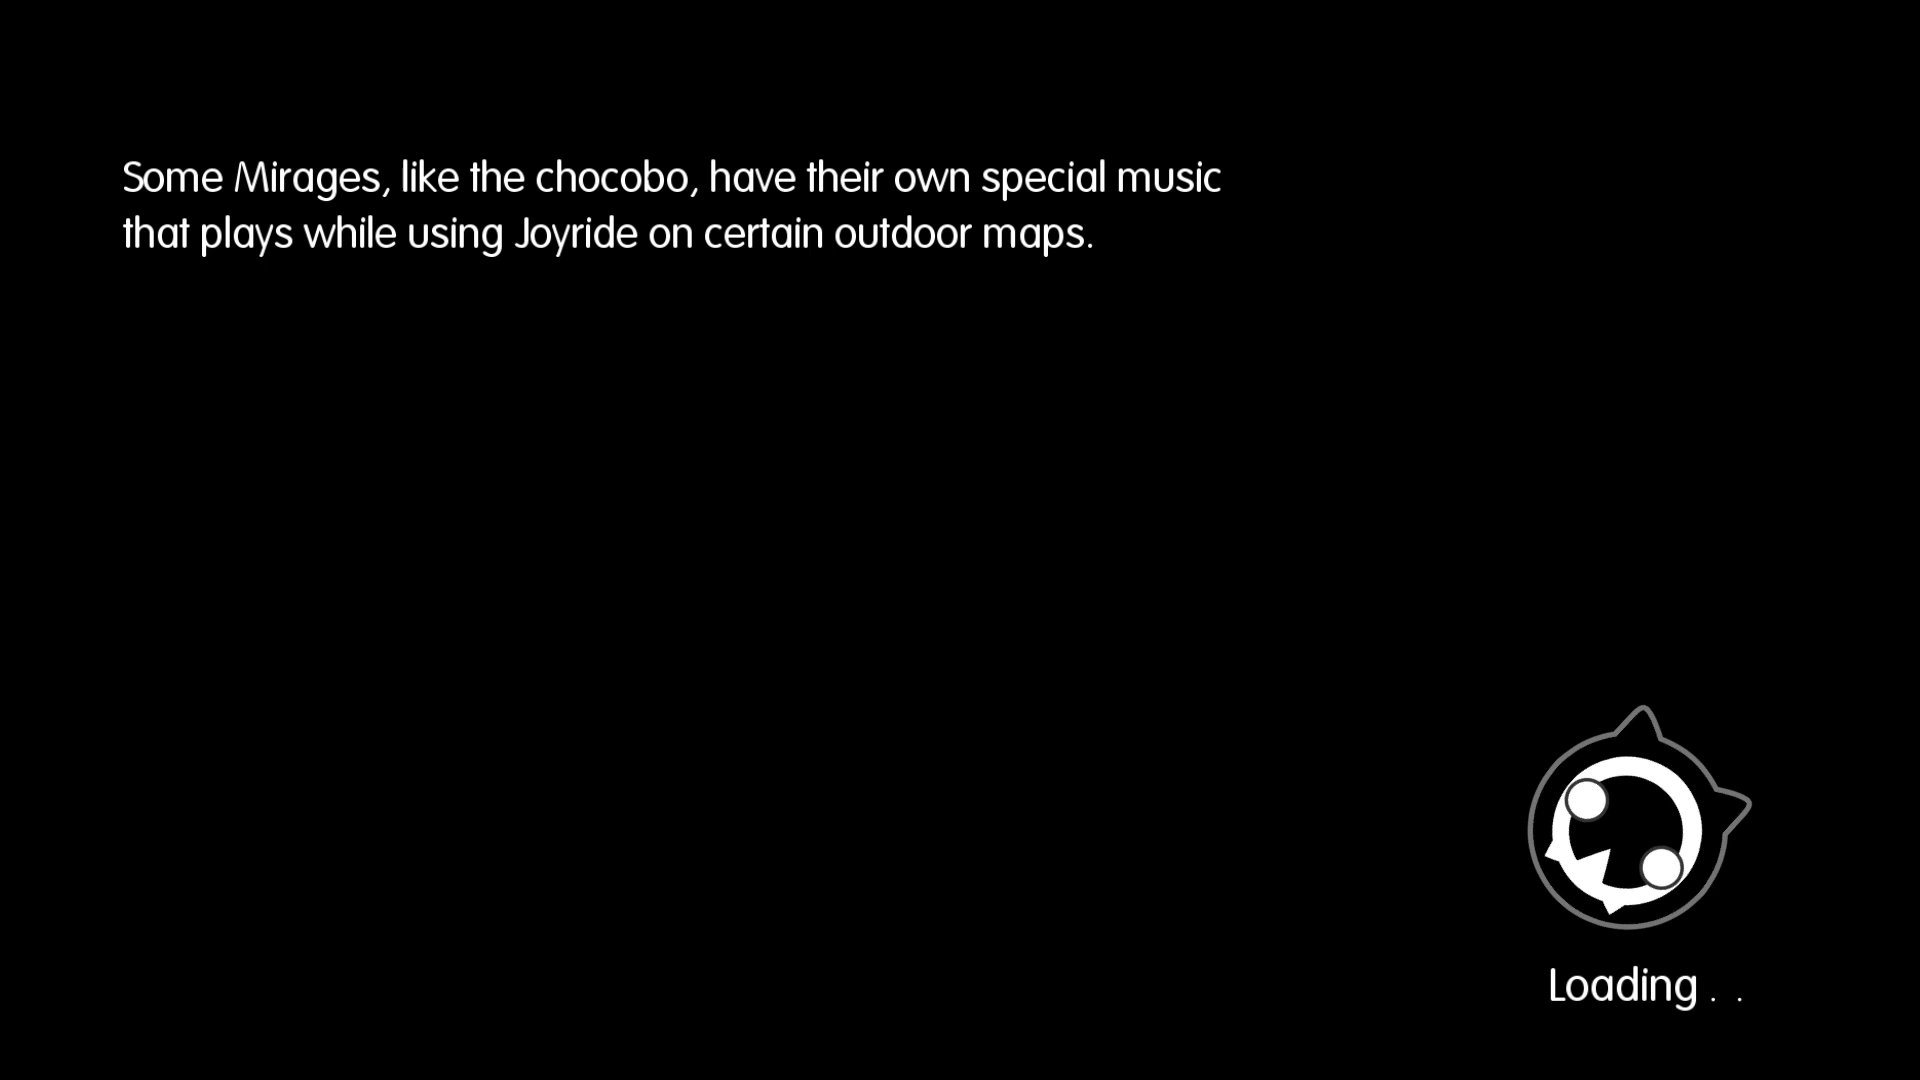 Some Mirages, like the chocobo, have their own special music
that plays while using Joyride on certain outdoor maps.
Loading . .